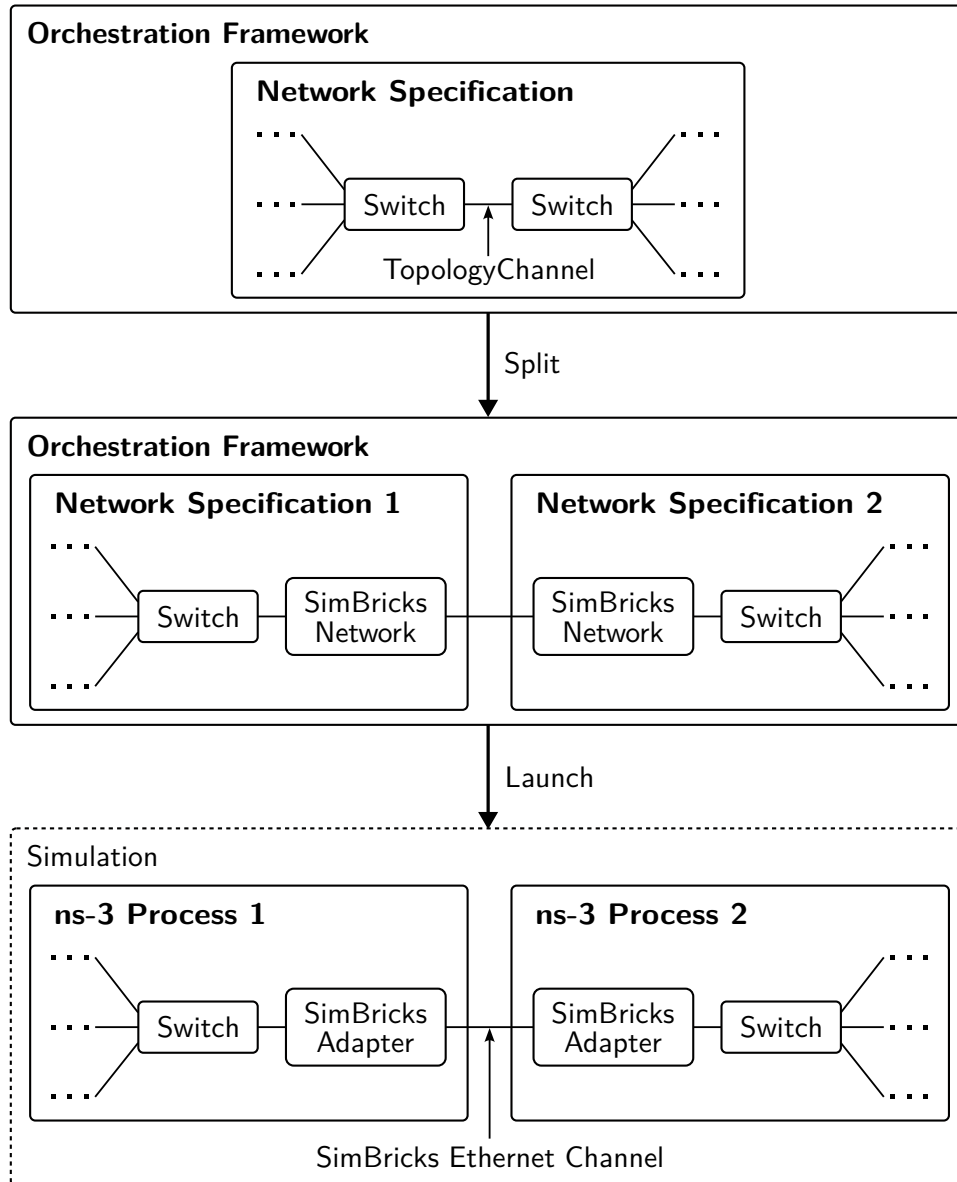 Orchestration Framework
Network Specification
... ...
Switch Switch
... ...
... ...
TopologyChannel
Split
Orchestration Framework
Network Specification 1 Network Specification 2
... ...
SimBricks SimBricks
... Switch Network Network Switch ...
... ...
Launch
Simulation
ns-3 Process 1 ns-3 Process 2
... ...
SimBricks SimBricks
... Switch Adapter Adapter Switch ...
... ...
SimBricks Ethernet Channel